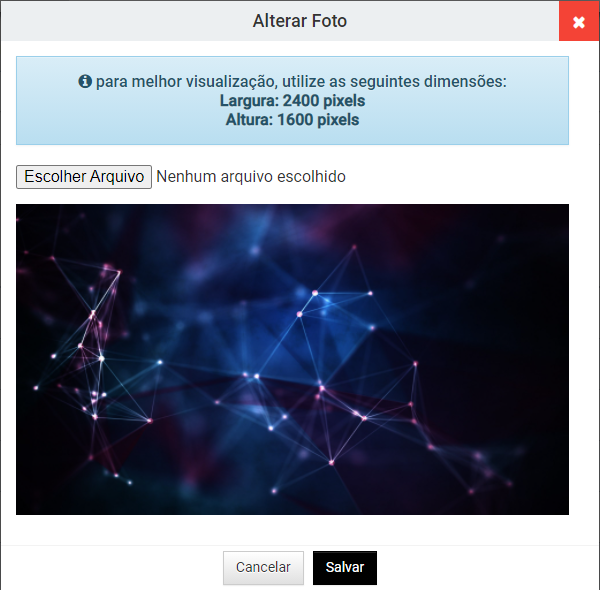 Alterar Foto
para melhor visualização, utilize as seguintes dimensões:
Largura: 2400 pixels
Altura: 1600 pixels
Escolher Arquivo Nenhum arquivo escolhido
Cancelar Salvar